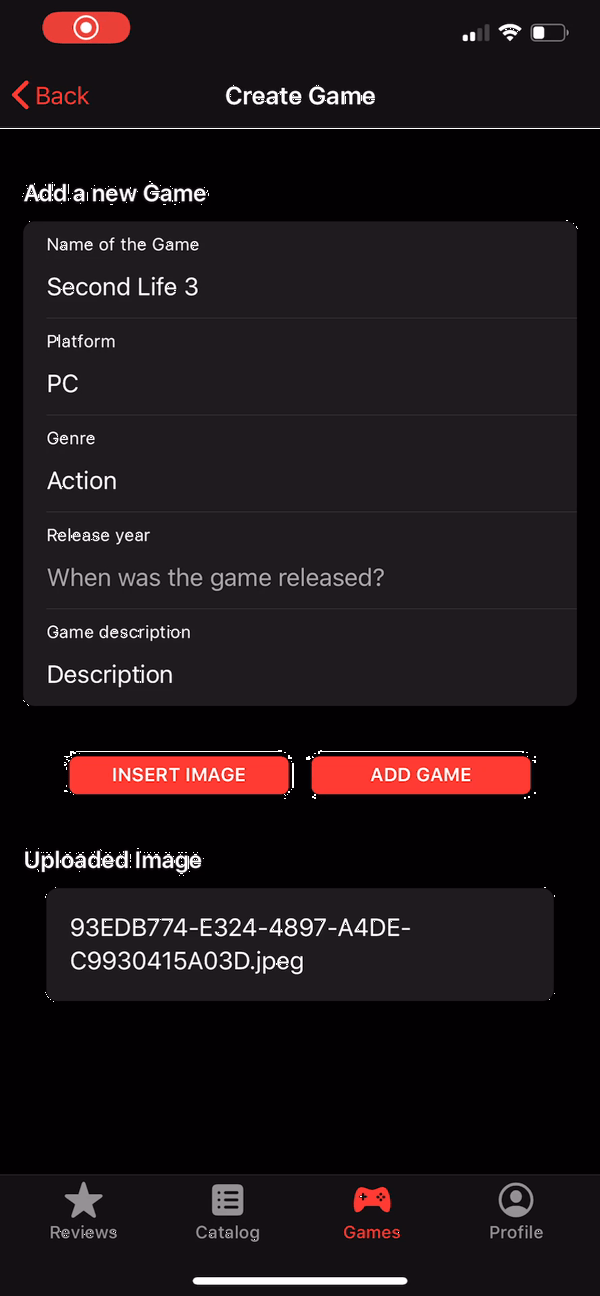 Back
Create Game
Add a new Game
Name of the Game
Second Life 3
Platform
PC
Genre
Action
Release year
When was the game released?
Game description
Description
INSERT IMAGE
ADD GAME
Uploaded Image
93EDB774-E324-4897-A4DE-
C9930415A03D.jpeg
Reviews
Catalog
Games
Profile